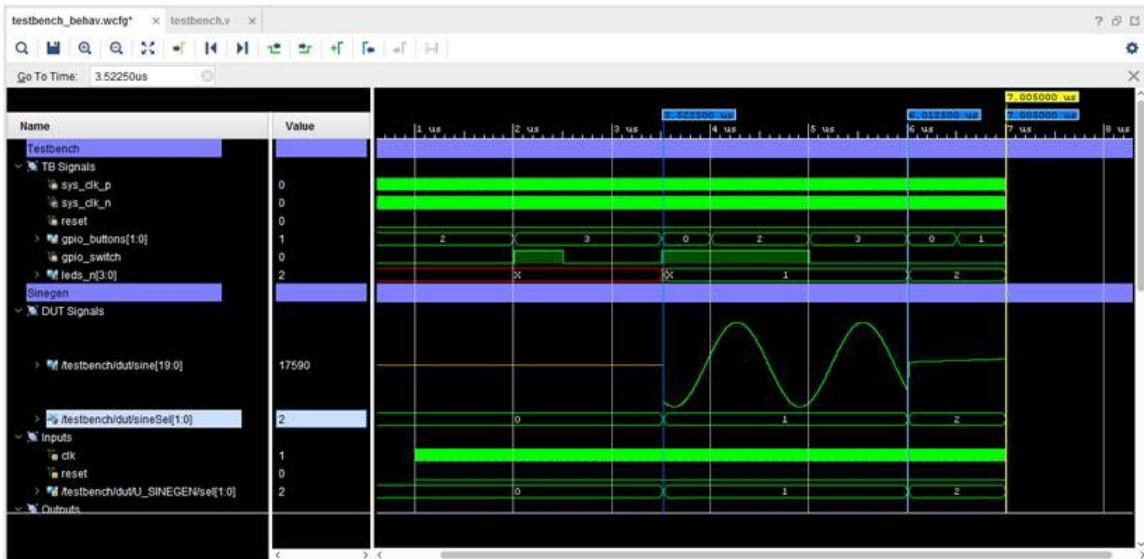 testbench_behav.wcfg* × testbench.v ×
Go To Time: 3.52250us
7.005000 us
3.522500 us 6.012500 us 7.005000 us
Name Value
1 us 2 us 3 us 4 us 5 us 6 us 7 us 8 us
Testbench
TB Signals
sys_clk_p 0
sys_clk_n 0
reset 0
gpio_buttons[1:0] 1 2 3 0 2 3 0 1
gpio_switch 0
leds_n[3:0] 2 X X 1 2
Sinegen
DUT Signals
/testbench/dut/sine[19:0] 17590
/testbench/dut/sineSel[1:0] 2 0 1 2
Inputs
clk 1
reset 0
/testbench/dut/U_SINEGEN/sel[1:0] 2 0 1 2
Outputs